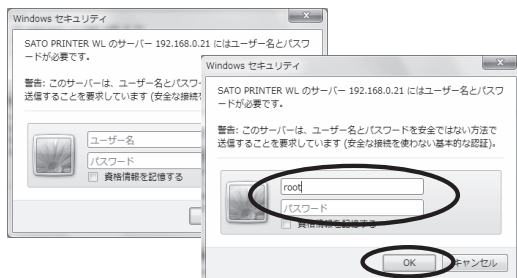 Windows セキュリティ
SATO PRINTER WL のサーバー 192.168.0.21 にはユーザー名とパスワ
ードが必要です。
警告: このサーバーは、ユーザー名とパスワ
送信することを要求しています (安全な接続
ユーザー名
パスワード
資格情報を記憶する
Windows セキュリティ
SATO PRINTER WL のサーバー 192.168.0.21 にはユーザー名とパスワ
ードが必要です。
警告: このサーバーは、ユーザー名とパスワードを安全ではない方法で
送信することを要求しています (安全な接続を使わない基本的な認証)。
root
パスワード
資格情報を記憶する
OK
キャンセル